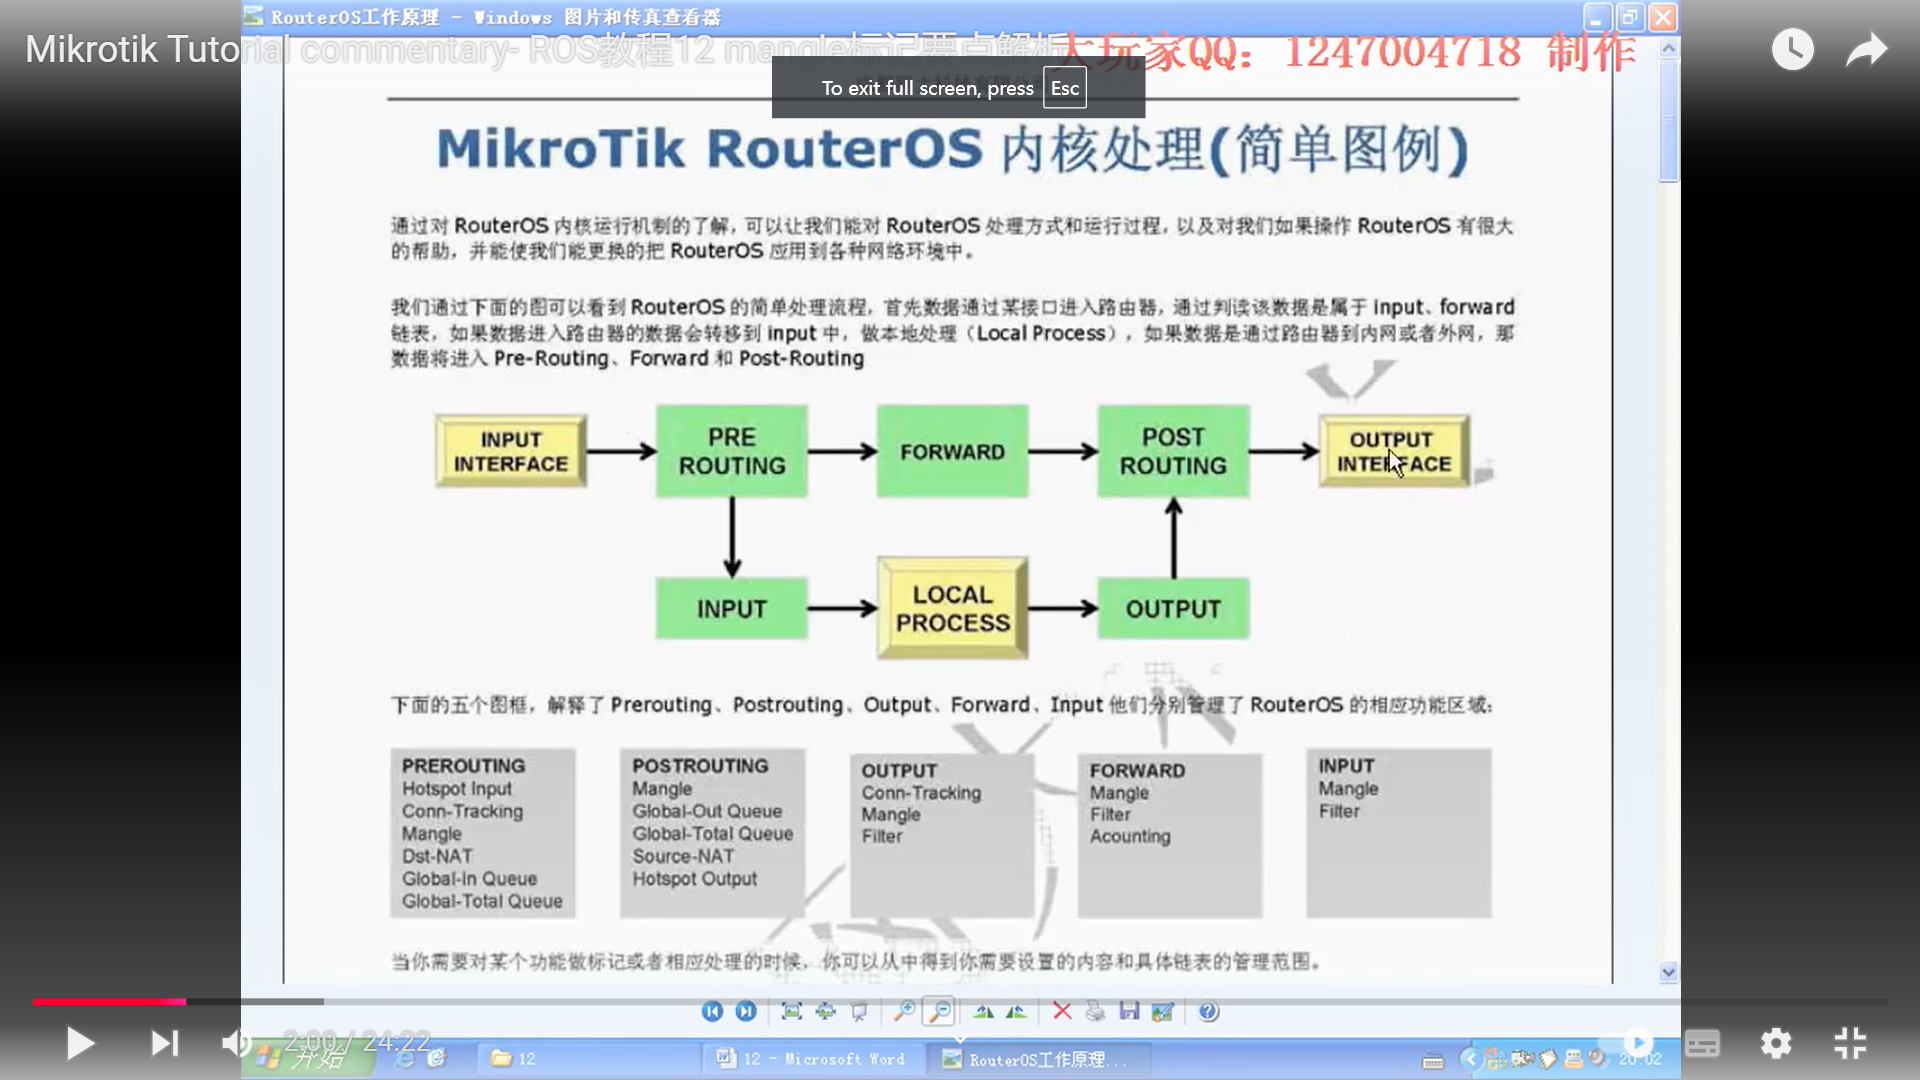 RouterOS工作原理 - Windows 图片和传真查看器
Mikrotik Tutorial commentary- ROS教程12 mangle标记要点解析
大玩家QQ: 1247004718 制作
To exit full screen, press Esc
MikroTik RouterOS 内核处理(简单图例)
通过对 RouterOS 内核运行机制的了解,可以让我们能对 RouterOS 处理方式和运行过程,以及对我们如果操作 RouterOS 有很大
的帮助,并能使我们能更换的把 RouterOS 应用到各种网络环境中。
我们通过下面的图可以看到 RouterOS 的简单处理流程,首先数据通过某接口进入路由器,通过判读该数据是属于 input、forward
链表,如果数据进入路由器的数据会转移到 input 中,做本地处理(Local Process),如果数据是通过路由器到内网或者外网,那
数据将进入 Pre-Routing、Forward 和 Post-Routing
INPUT
INTERFACE
PRE
ROUTING
FORWARD
POST
ROUTING
OUTPUT
INTERFACE
INPUT
LOCAL
PROCESS
OUTPUT
下面的五个图框,解释了 Prerouting、Postrouting、Output、Forward、Input 他们分别管理了 RouterOS 的相应功能区域:
PREROUTING
Hotspot Input
Conn-Tracking
Mangle
Dst-NAT
Global-In Queue
Global-Total Queue
POSTROUTING
Mangle
Global-Out Queue
Global-Total Queue
Source-NAT
Hotspot Output
OUTPUT
Conn-Tracking
Mangle
Filter
FORWARD
Mangle
Filter
Acounting
INPUT
Mangle
Filter
当你需要对某个功能做标记或者相应处理的时候,你可以从中得到你需要设置的内容和具体链表的管理范围。
2:00 / 24:22
开始
12
12 - Microsoft Word
RouterOS工作原理...
20:02